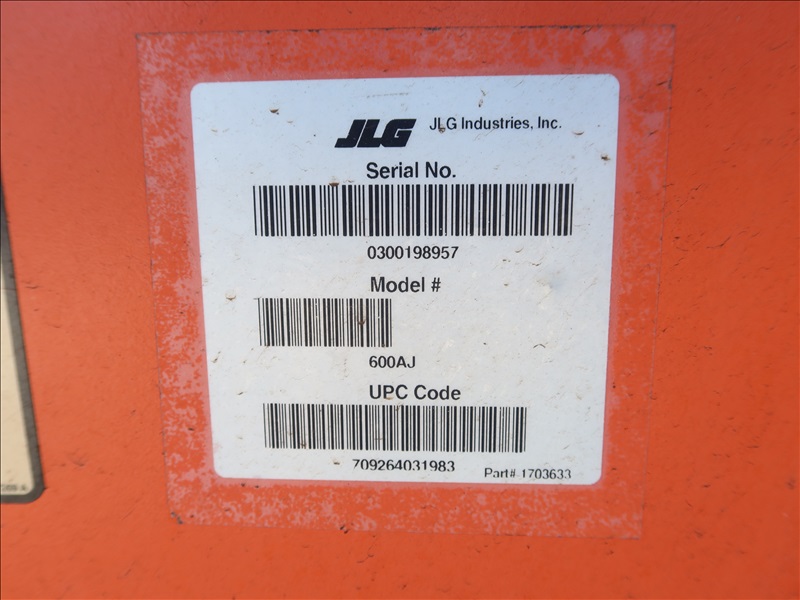 JLG JLG Industries, Inc.
Serial No.
0300198957
Model #
600AJ
UPC Code
709264031983
Part# 1703633